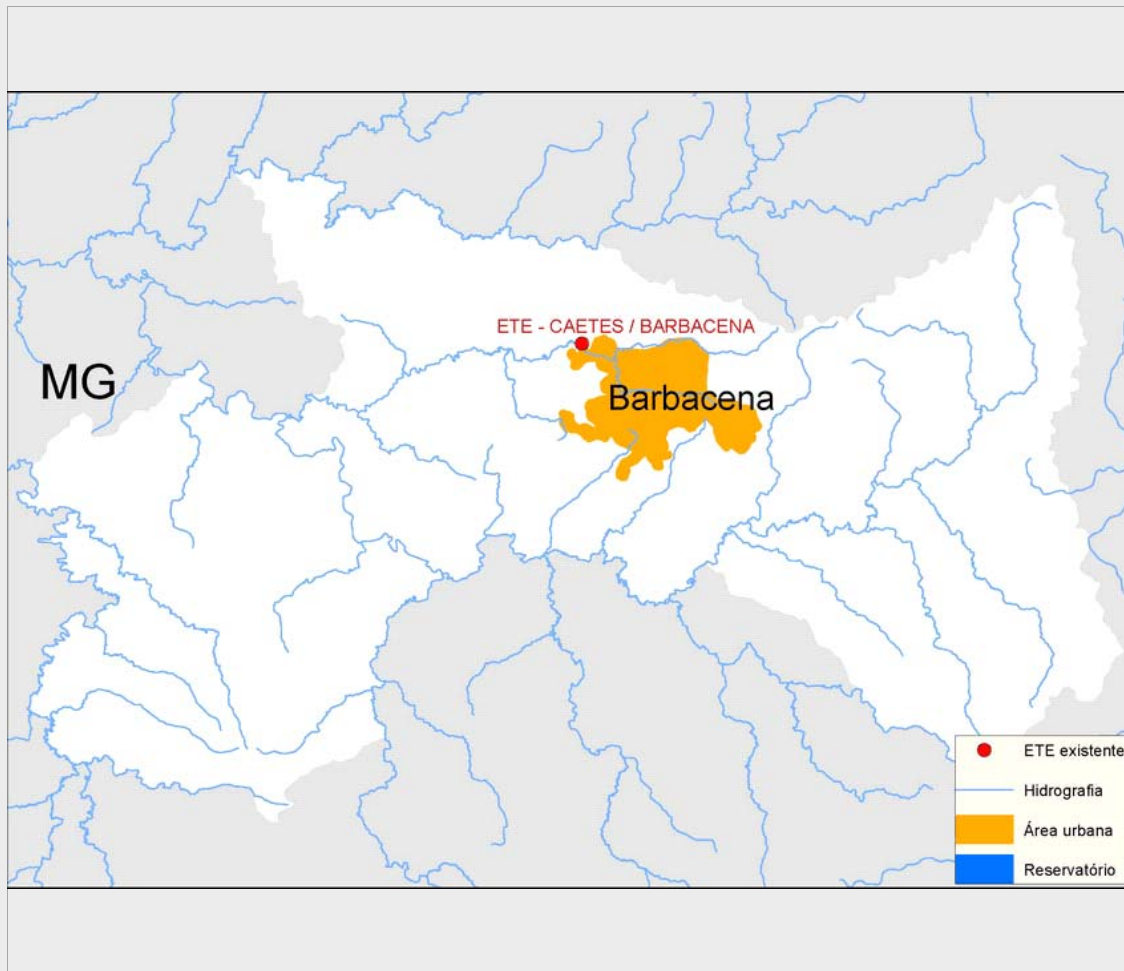 ETE - CAETES / BARBACENA
MG
Barbacena
ETE existente
Hidrografia
Área urbana
Reservatório